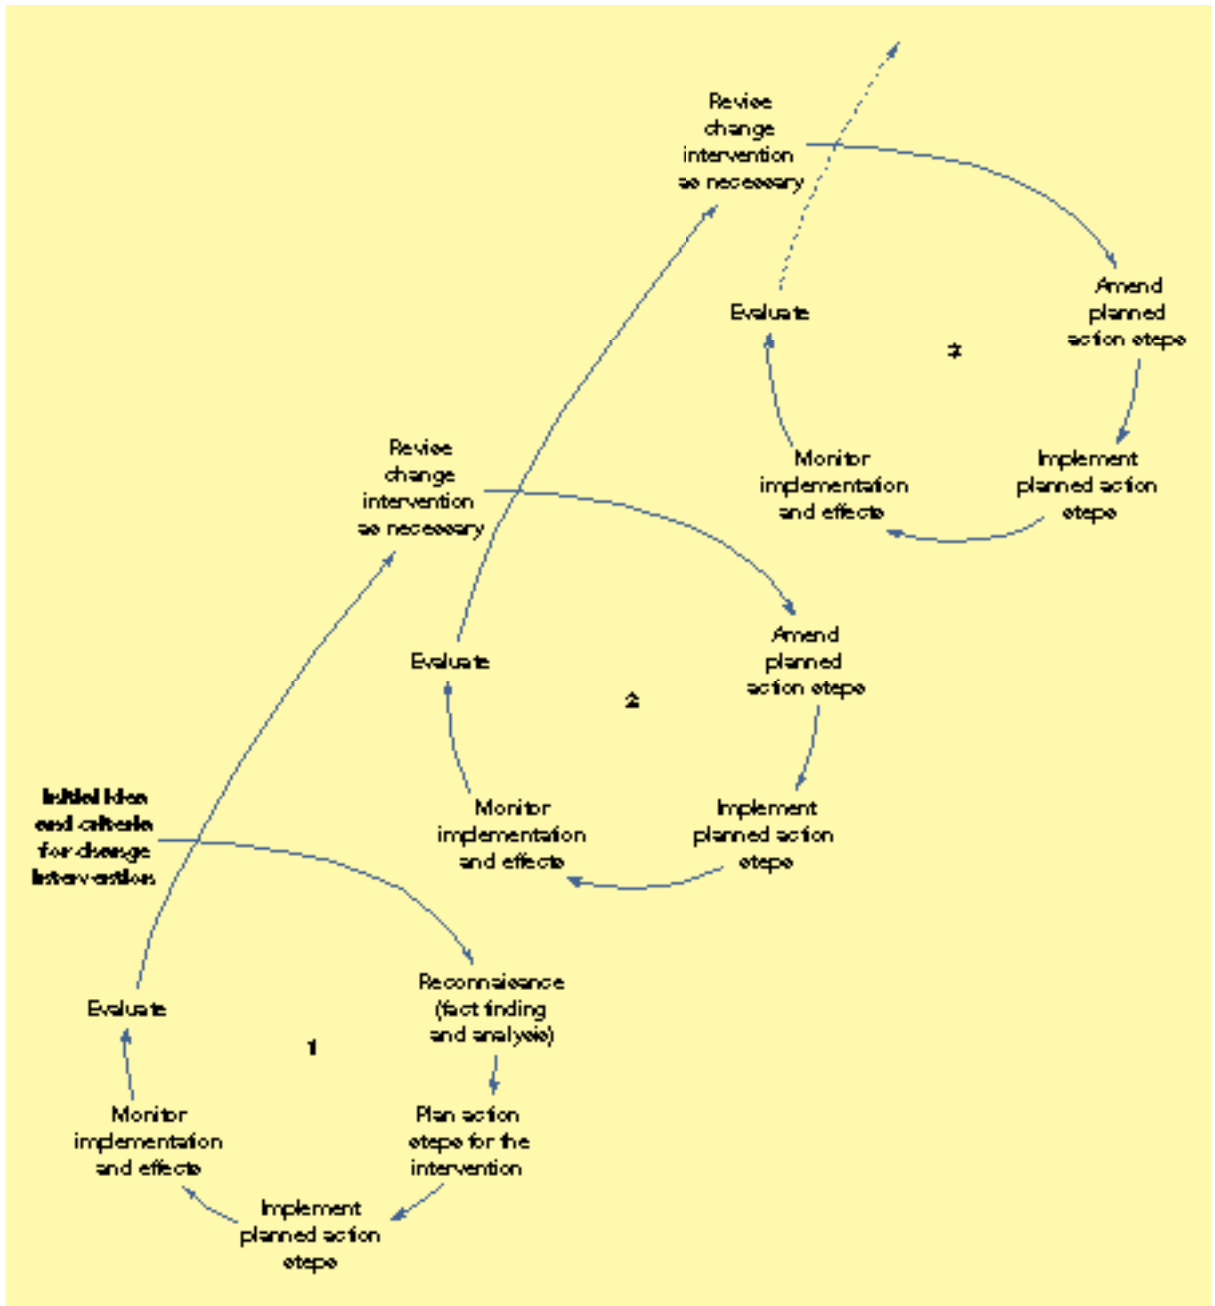 Revise
change
intervention
as necessary
Amend
planned
action steps
Evaluate
3
Monitor
implementation
and effects
Implement
planned action
steps
Revise
change
intervention
as necessary
Amend
planned
action steps
Evaluate
2
Monitor
implementation
and effects
Implement
planned action
steps
Initial idea
and criteria
for change
intervention
Reconnaisance
(fact finding
and analysis)
Evaluate
1
Monitor
implementation
and effects
Plan action
steps for the
intervention
Implement
planned action
steps